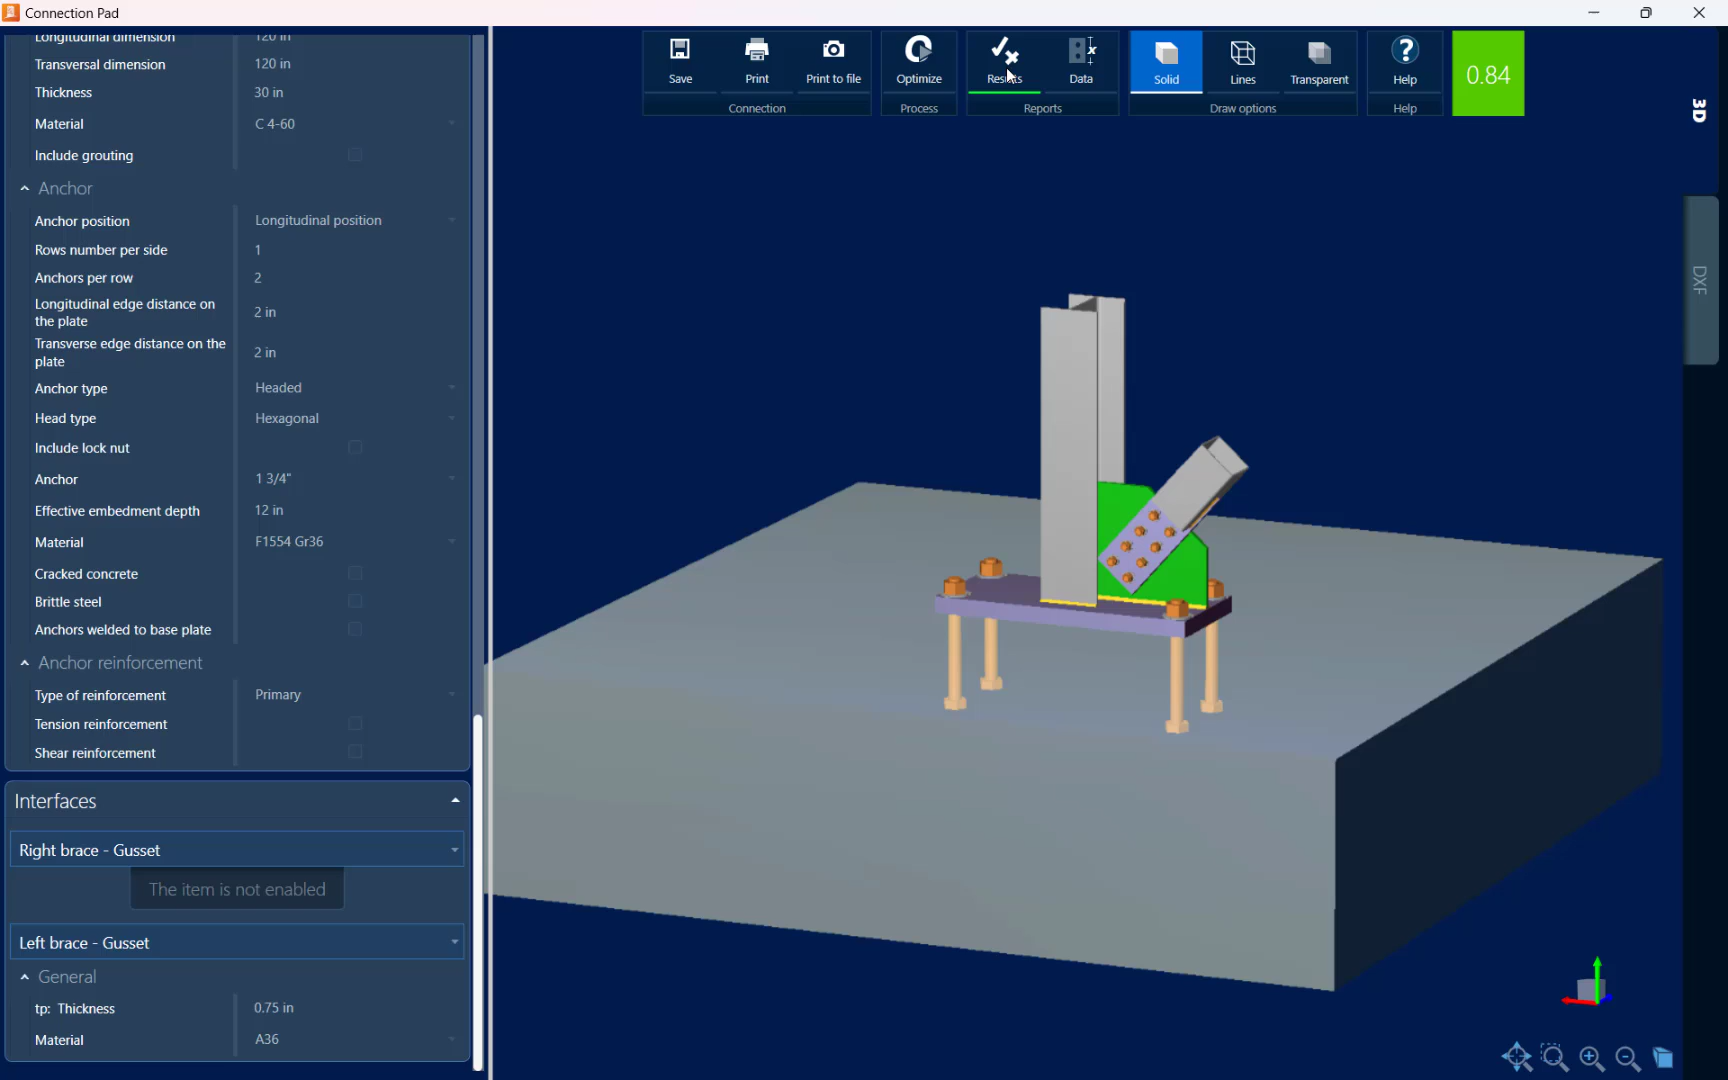 Connection Pad
Longitudinal dimension 120 in
Transversal dimension 120 in
Thickness 30 in
Material C 4-60
Include grouting
Anchor
Anchor position Longitudinal position
Rows number per side 1
Anchors per row 2
Longitudinal edge distance on
the plate 2 in
Transverse edge distance on the
plate 2 in
Anchor type Headed
Head type Hexagonal
Include lock nut
Anchor 1 3/4"
Effective embedment depth 12 in
Material F1554 Gr36
Cracked concrete
Brittle steel
Anchors welded to base plate
Anchor reinforcement
Type of reinforcement Primary
Tension reinforcement
Shear reinforcement
Interfaces
Right brace - Gusset
The item is not enabled
Left brace - Gusset
General
tp: Thickness 0.75 in
Material A36
Save Print Print to file
Connection
Optimize
Process
Results Data
Reports
Solid Lines Transparent
Draw options
Help
Help
0.84
3D
DXF